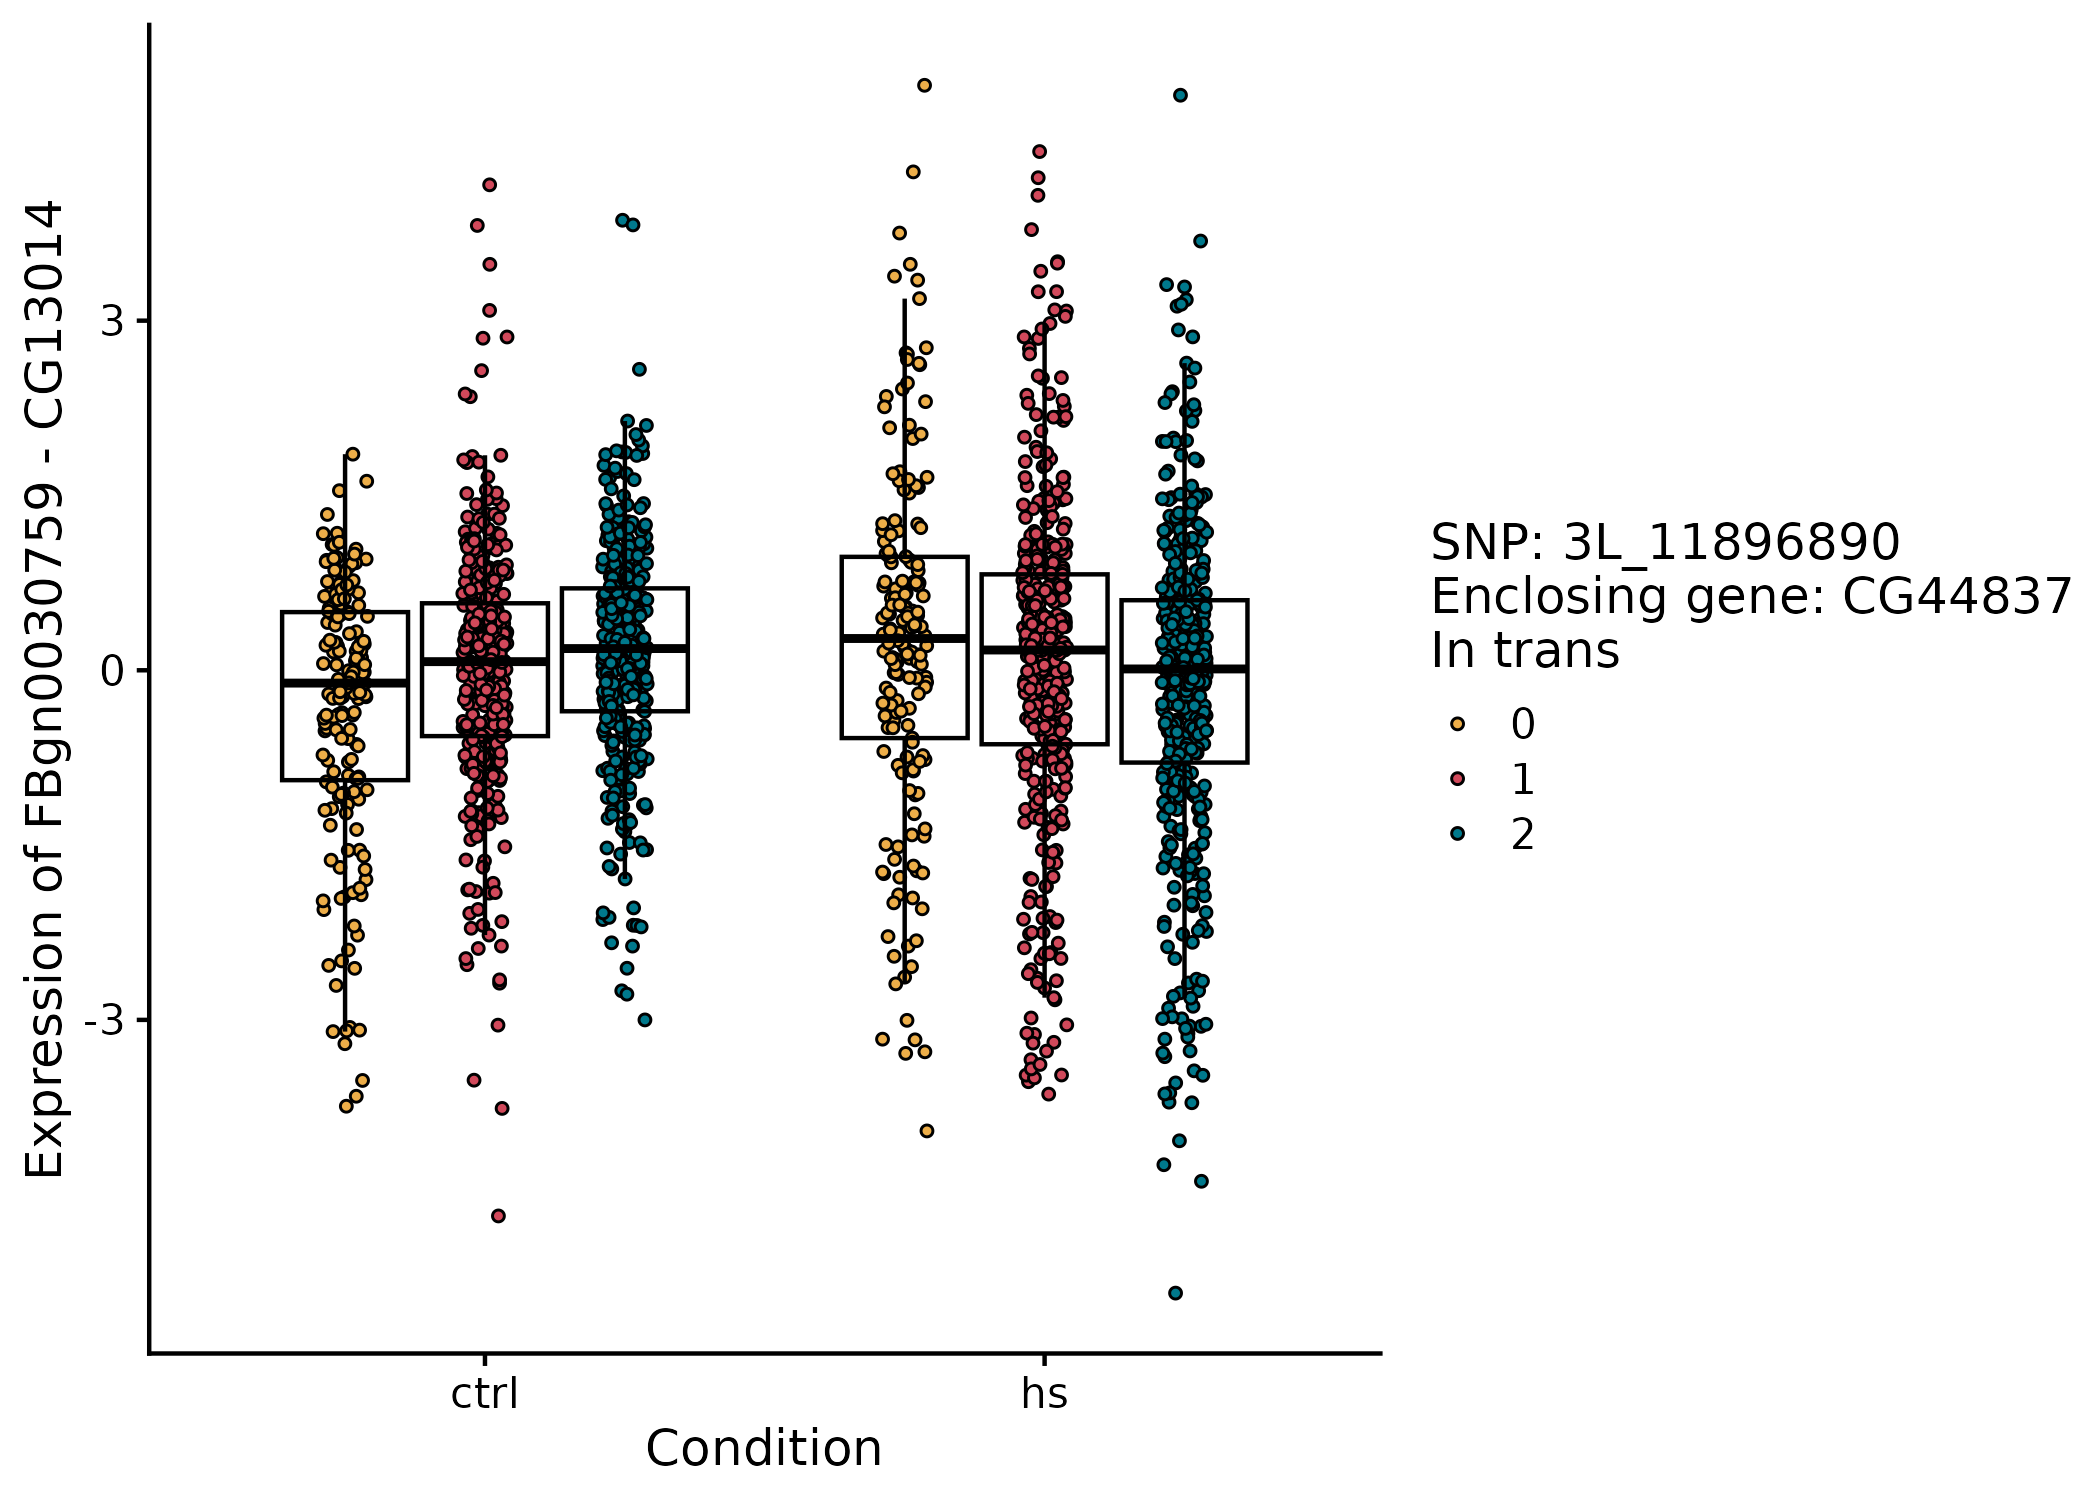 Expression of FBgn0030759 - CG13014
3
0
-3
ctrl
hs
Condition
SNP: 3L_11896890
Enclosing gene: CG44837
In trans
0
1
2